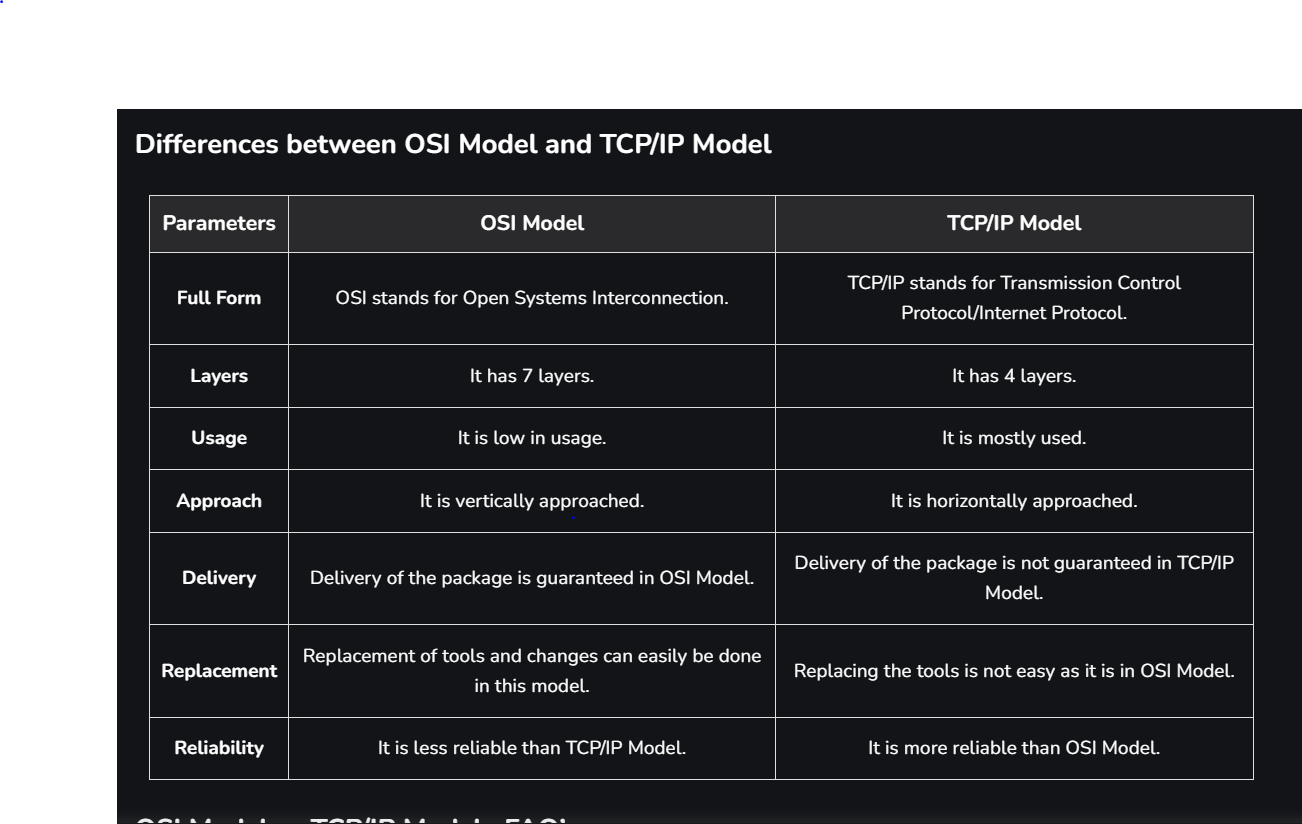 Differences between OSI Model and TCP/IP Model
Parameters OSI Model TCP/IP Model
Full Form OSI stands for Open Systems Interconnection. TCP/IP stands for Transmission Control
Protocol/Internet Protocol.
Layers It has 7 layers. It has 4 layers.
Usage It is low in usage. It is mostly used.
Approach It is vertically approached. It is horizontally approached.
Delivery Delivery of the package is guaranteed in OSI Model. Delivery of the package is not guaranteed in TCP/IP
Model.
Replacement Replacement of tools and changes can easily be done
in this model. Replacing the tools is not easy as it is in OSI Model.
Reliability It is less reliable than TCP/IP Model. It is more reliable than OSI Model.